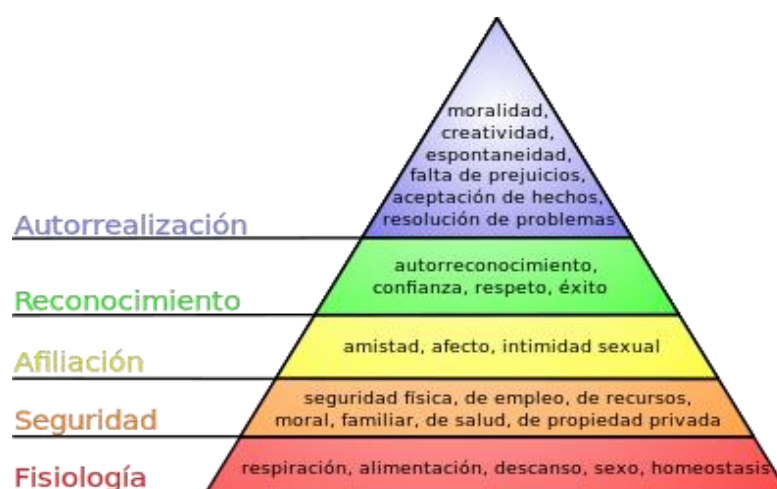 moralidad,
creatividad,
espontaneidad,
falta de prejuicios,
aceptación de hechos,
resolución de problemas
Autorrealización
autorreconocimiento,
confianza, respeto, éxito
Reconocimiento
amistad, afecto, intimidad sexual
Afiliación
seguridad física, de empleo, de recursos,
moral, familiar, de salud, de propiedad privada
Seguridad
respiración, alimentación, descanso, sexo, homeostasis
Fisiología